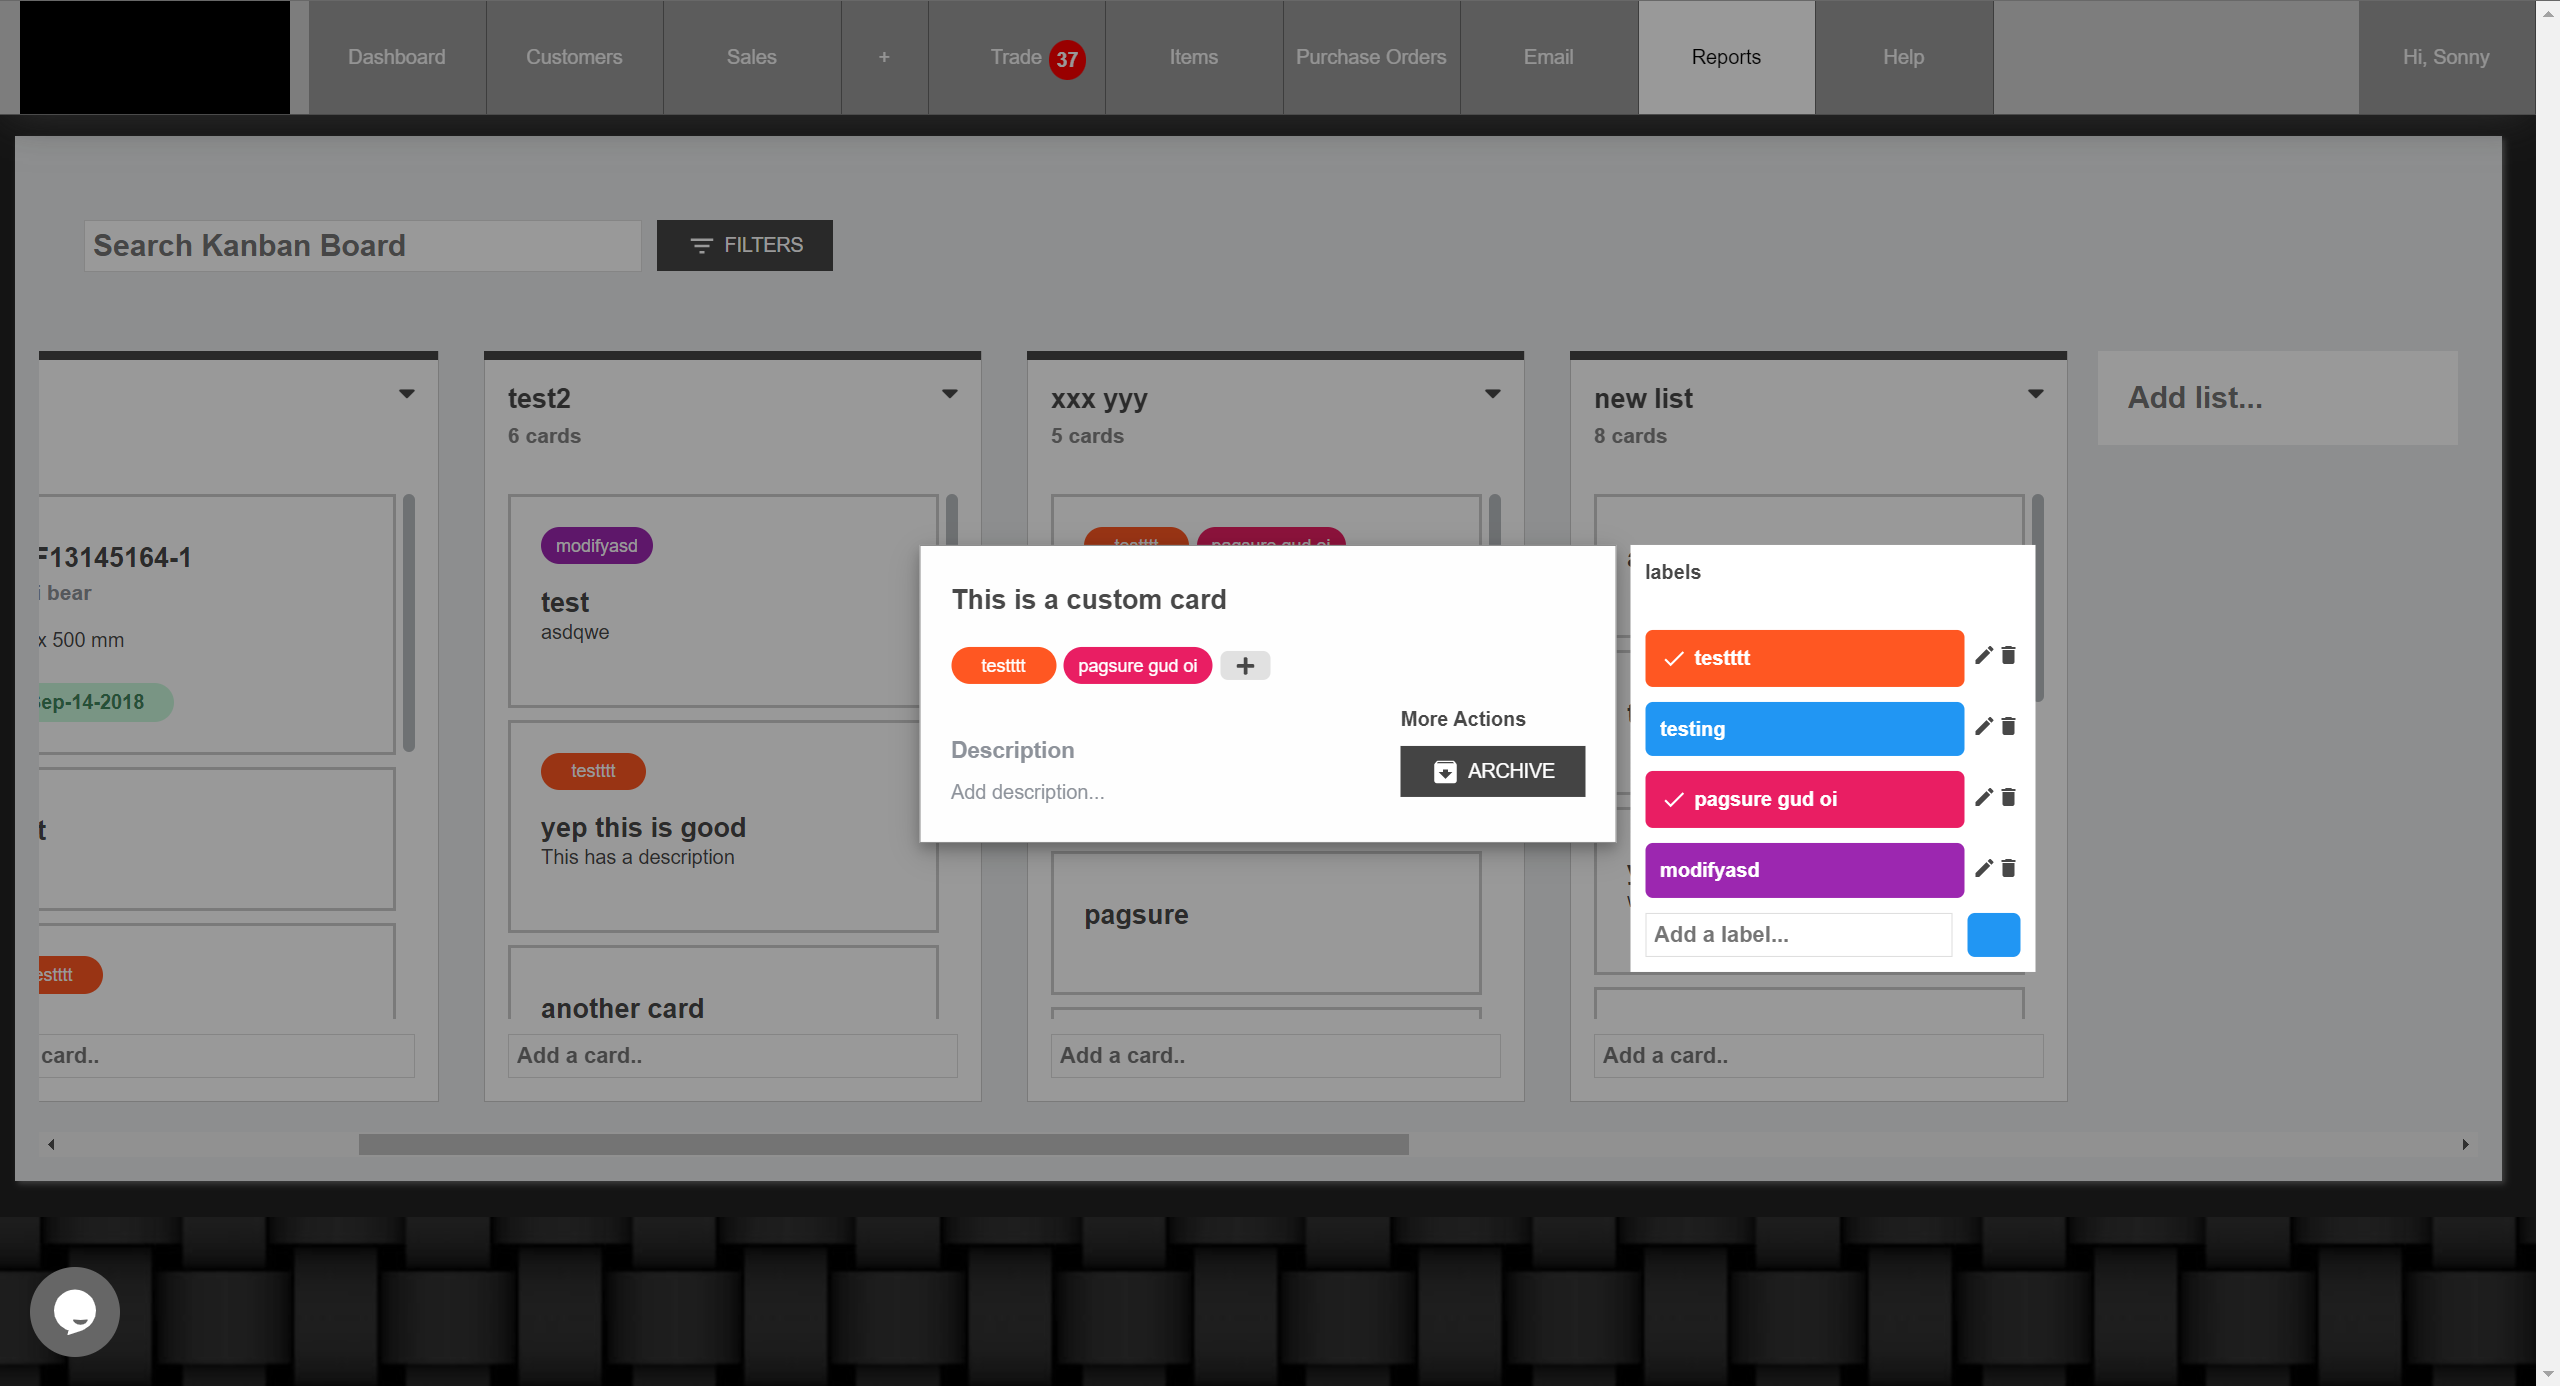 Dashboard
Customers
Sales
+
Trade 37
Items
Purchase Orders
Email
Reports
Help
Hi, Sonny
Search Kanban Board
FILTERS
F13145164-1
i bear
x 500 mm
ep-14-2018
t
estttt
card..
test2
6 cards
modifyasd
test
asdqwe
testttt
yep this is good
This has a description
another card
Add a card..
xxx yyy
5 cards
testttt pagsure gud oi
pagsure
Add a card..
new list
8 cards
Add a card..
Add list...
This is a custom card
testttt pagsure gud oi +
Description
Add description...
More Actions
ARCHIVE
labels
testttt
testing
pagsure gud oi
modifyasd
Add a label...